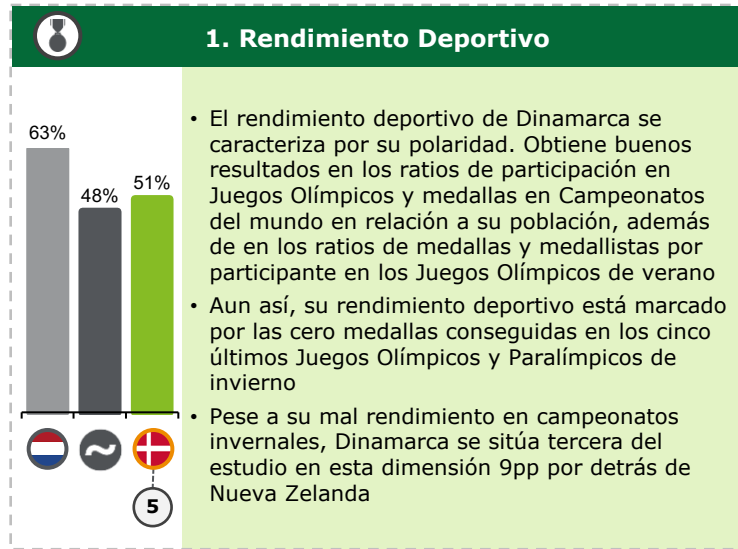 1. Rendimiento Deportivo
63%
48%
51%
5
• El rendimiento deportivo de Dinamarca se
caracteriza por su polaridad. Obtiene buenos
resultados en los ratios de participación en
Juegos Olímpicos y medallas en Campeonatos
del mundo en relación a su población, además
de en los ratios de medallas y medallistas por
participante en los Juegos Olímpicos de verano
• Aun así, su rendimiento deportivo está marcado
por las cero medallas conseguidas en los cinco
últimos Juegos Olímpicos y Paralímpicos de
invierno
• Pese a su mal rendimiento en campeonatos
invernales, Dinamarca se sitúa tercera del
estudio en esta dimensión 9pp por detrás de
Nueva Zelanda